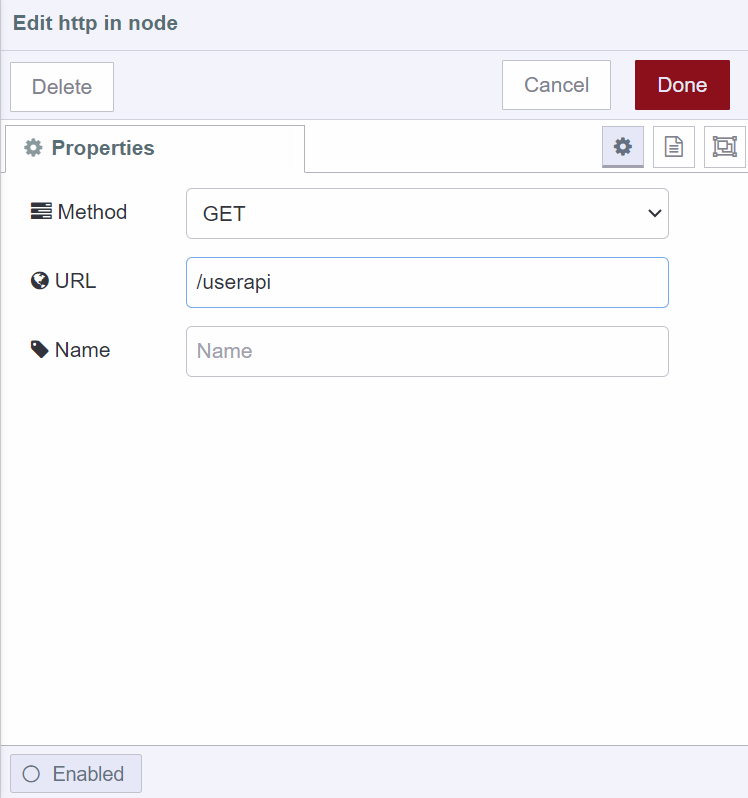 Edit http in node
Delete
Cancel
Done
Properties
Method
GET
URL
/userapi
Name
Name
Enabled